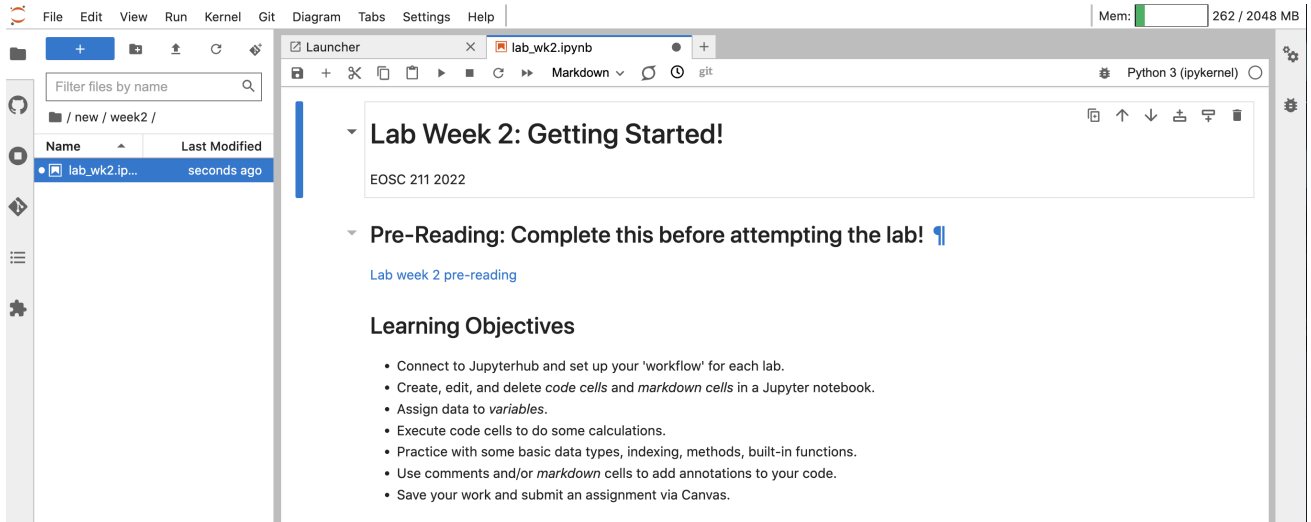 File Edit View Run Kernel Git Diagram Tabs Settings Help
Mem: 262 / 2048 MB
Launcher
lab_wk2.ipynb
Markdown
git
Python 3 (ipykernel)
Filter files by name
/ new / week2 /
Name Last Modified
lab_wk2.ip... seconds ago
Lab Week 2: Getting Started!
EOSC 211 2022
Pre-Reading: Complete this before attempting the lab! ¶
Lab week 2 pre-reading
Learning Objectives
• Connect to Jupyterhub and set up your 'workflow' for each lab.
• Create, edit, and delete code cells and markdown cells in a Jupyter notebook.
• Assign data to variables.
• Execute code cells to do some calculations.
• Practice with some basic data types, indexing, methods, built-in functions.
• Use comments and/or markdown cells to add annotations to your code.
• Save your work and submit an assignment via Canvas.